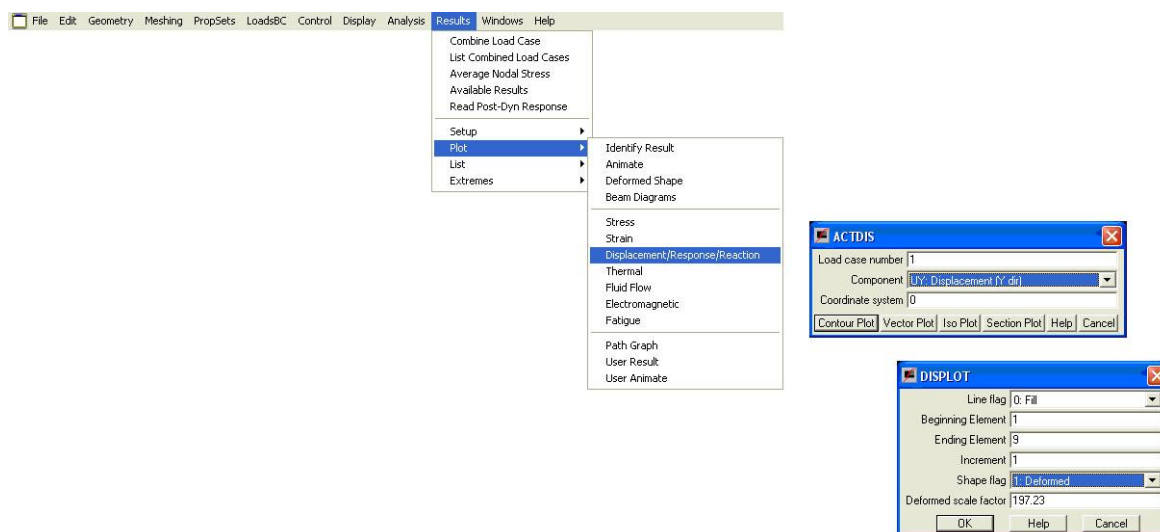 File Edit Geometry Meshing PropSets LoadsBC Control Display Analysis Results Windows Help
Combine Load Case
List Combined Load Cases
Average Nodal Stress
Available Results
Read Post-Dyn Response
Setup
Plot
List
Extremes
Identify Result
Animate
Deformed Shape
Beam Diagrams
Stress
Strain
Displacement/Response/Reaction
Thermal
Fluid Flow
Electromagnetic
Fatigue
Path Graph
User Result
User Animate
ACTDIS
Load case number 1
Component UY: Displacement (Y dir)
Coordinate system 0
Contour Plot Vector Plot Iso Plot Section Plot Help Cancel
DISPLOT
Line flag 0: Fill
Beginning Element 1
Ending Element 9
Increment 1
Shape flag 1: Deformed
Deformed scale factor 197.23
OK Help Cancel